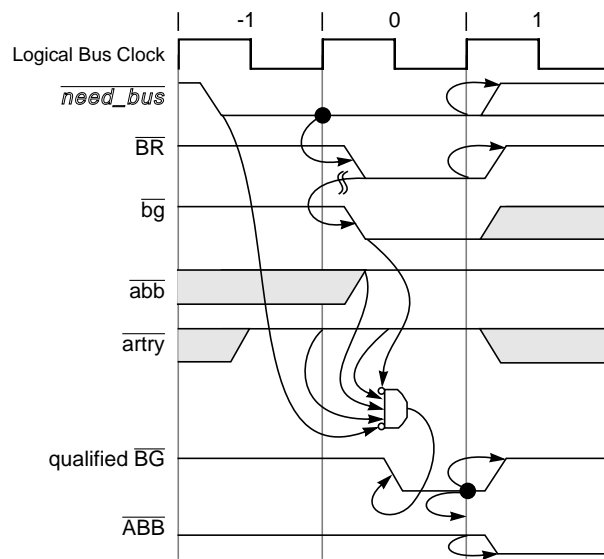 -1 0 1
Logical Bus Clock
need_bus
BR
bg
abb
artry
qualified BG
ABB